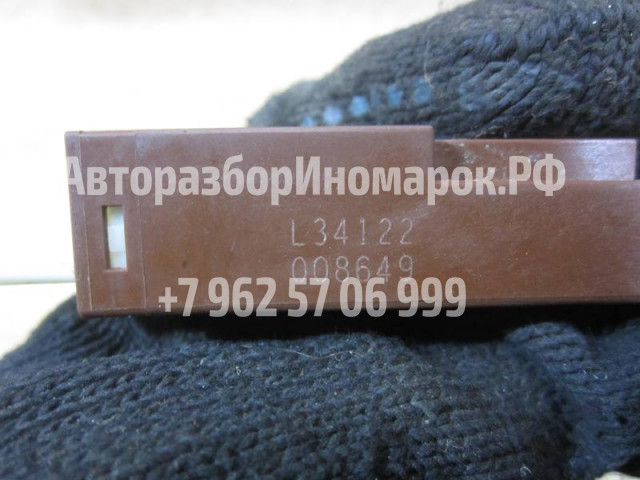 АвторазборИномарок.РФ
L34122
008649
+7 962 57 06 999